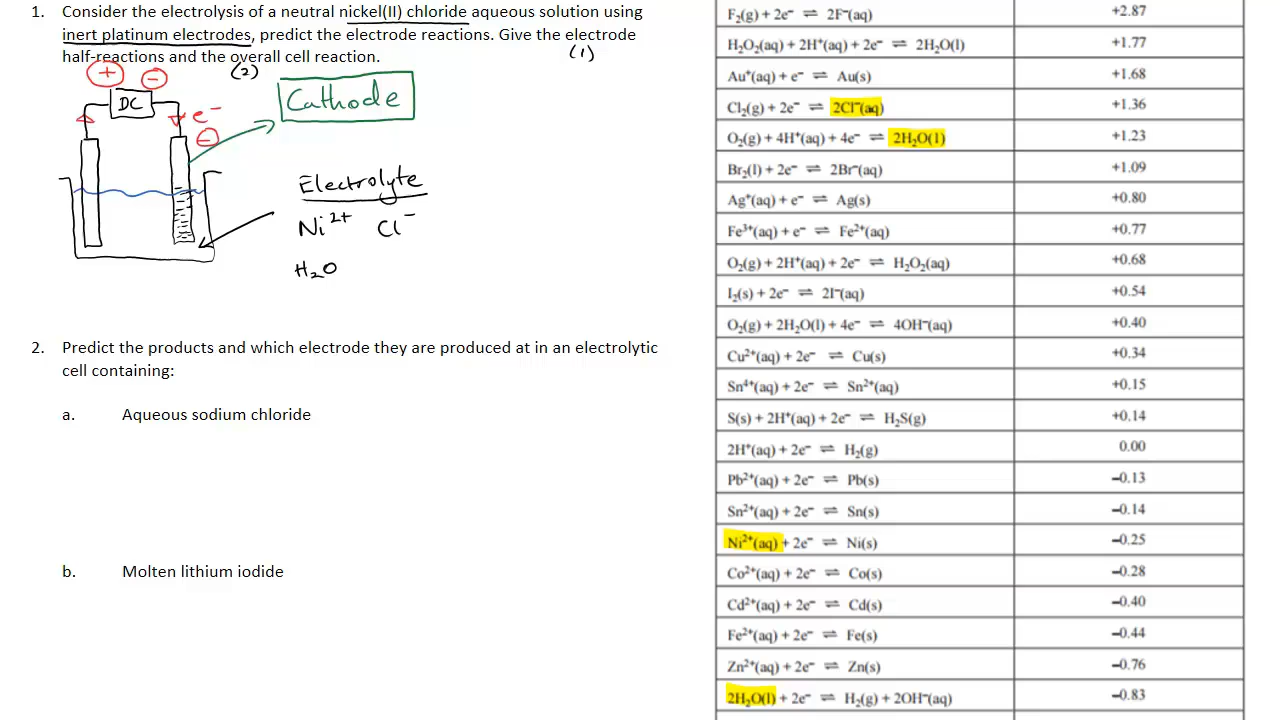 1. Consider the electrolysis of a neutral nickel(II) chloride aqueous solution using
inert platinum electrodes, predict the electrode reactions. Give the electrode
half-reactions and the overall cell reaction.
(1)
(2)
+ −
DC
e⁻
−
Cathode
Electrolyte
Ni²⁺ Cl⁻
H₂O
2. Predict the products and which electrode they are produced at in an electrolytic
cell containing:
a. Aqueous sodium chloride
b. Molten lithium iodide
F₂(g) + 2e⁻ ⇌ 2F⁻(aq) +2.87
H₂O₂(aq) + 2H⁺(aq) + 2e⁻ ⇌ 2H₂O(l) +1.77
Au⁺(aq) + e⁻ ⇌ Au(s) +1.68
Cl₂(g) + 2e⁻ ⇌ 2Cl⁻(aq) +1.36
O₂(g) + 4H⁺(aq) + 4e⁻ ⇌ 2H₂O(l) +1.23
Br₂(l) + 2e⁻ ⇌ 2Br⁻(aq) +1.09
Ag⁺(aq) + e⁻ ⇌ Ag(s) +0.80
Fe³⁺(aq) + e⁻ ⇌ Fe²⁺(aq) +0.77
O₂(g) + 2H⁺(aq) + 2e⁻ ⇌ H₂O₂(aq) +0.68
I₂(s) + 2e⁻ ⇌ 2I⁻(aq) +0.54
O₂(g) + 2H₂O(l) + 4e⁻ ⇌ 4OH⁻(aq) +0.40
Cu²⁺(aq) + 2e⁻ ⇌ Cu(s) +0.34
Sn⁴⁺(aq) + 2e⁻ ⇌ Sn²⁺(aq) +0.15
S(s) + 2H⁺(aq) + 2e⁻ ⇌ H₂S(g) +0.14
2H⁺(aq) + 2e⁻ ⇌ H₂(g) 0.00
Pb²⁺(aq) + 2e⁻ ⇌ Pb(s) −0.13
Sn²⁺(aq) + 2e⁻ ⇌ Sn(s) −0.14
Ni²⁺(aq) + 2e⁻ ⇌ Ni(s) −0.25
Co²⁺(aq) + 2e⁻ ⇌ Co(s) −0.28
Cd²⁺(aq) + 2e⁻ ⇌ Cd(s) −0.40
Fe²⁺(aq) + 2e⁻ ⇌ Fe(s) −0.44
Zn²⁺(aq) + 2e⁻ ⇌ Zn(s) −0.76
2H₂O(l) + 2e⁻ ⇌ H₂(g) + 2OH⁻(aq) −0.83